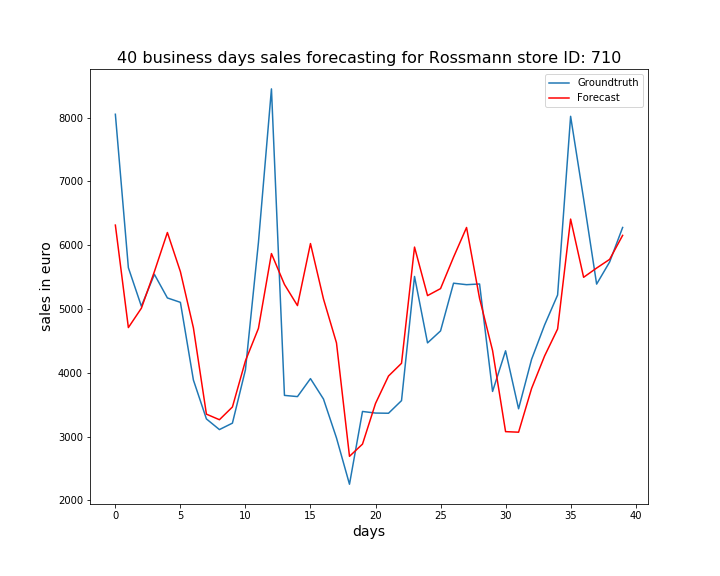 40 business days sales forecasting for Rossmann store ID: 710
Groundtruth
Forecast
8000
7000
6000
5000
4000
3000
2000
sales in euro
0 5 10 15 20 25 30 35 40
days